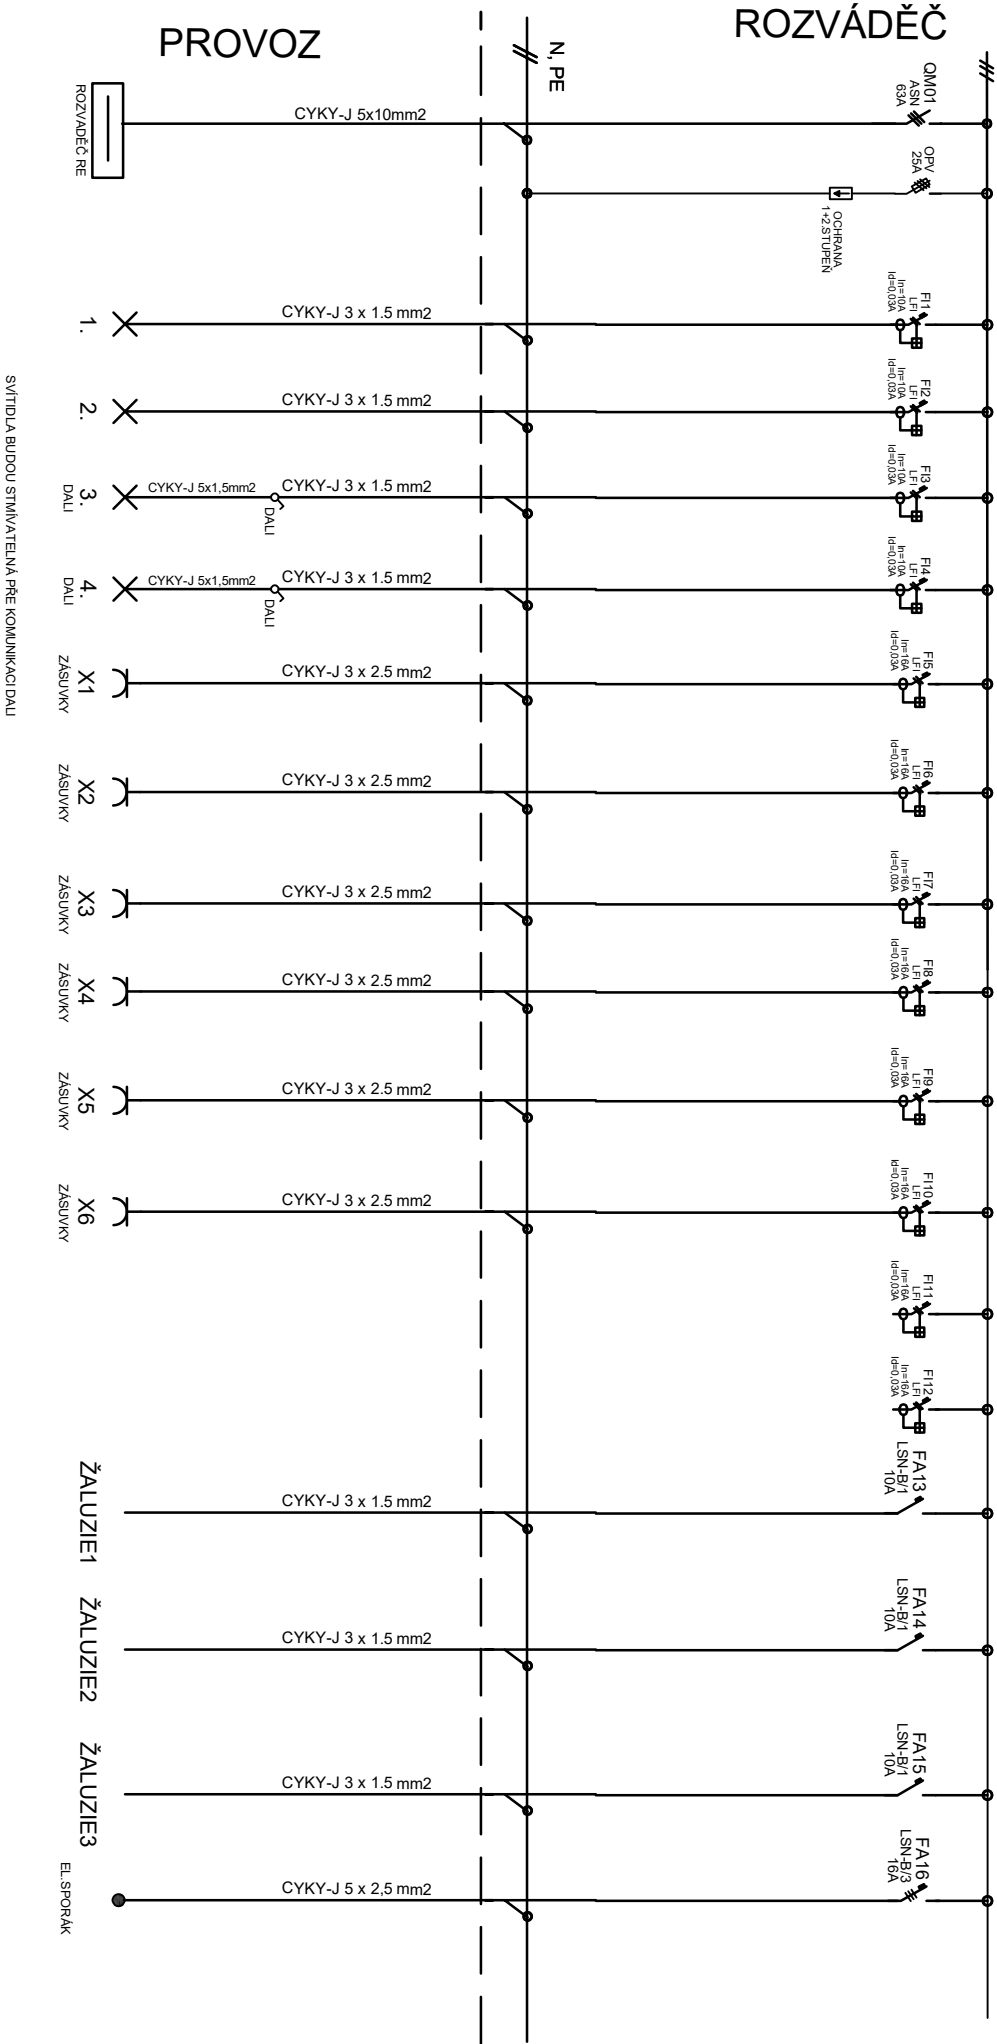 PROVOZ
ROZVÁDĚČ
N, PE
QM01
ASN
63A
CYKY-J 5x10mm2
ROZVADĚČ RE
OPV
25A
OCHRANA
1+2.STUPEŇ
FI1
LFI
In=10A
Id=0,03A
CYKY-J 3 x 1.5 mm2
1.
FI2
LFI
In=10A
Id=0,03A
CYKY-J 3 x 1.5 mm2
2.
FI3
LFI
In=10A
Id=0,03A
CYKY-J 3 x 1.5 mm2
DALI
CYKY-J 5x1,5mm2
3.
DALI
FI4
LFI
In=10A
Id=0,03A
CYKY-J 3 x 1.5 mm2
DALI
CYKY-J 5x1,5mm2
4.
DALI
SVÍTIDLA BUDOU STMÍVATELNÁ PŘE KOMUNIKACI DALI
FI5
LFI
In=16A
Id=0,03A
CYKY-J 3 x 2.5 mm2
X1
ZÁSUVKY
FI6
LFI
In=16A
Id=0,03A
CYKY-J 3 x 2.5 mm2
X2
ZÁSUVKY
FI7
LFI
In=16A
Id=0,03A
CYKY-J 3 x 2.5 mm2
X3
ZÁSUVKY
FI8
LFI
In=16A
Id=0,03A
CYKY-J 3 x 2.5 mm2
X4
ZÁSUVKY
FI9
LFI
In=16A
Id=0,03A
CYKY-J 3 x 2.5 mm2
X5
ZÁSUVKY
FI10
LFI
In=16A
Id=0,03A
CYKY-J 3 x 2.5 mm2
X6
ZÁSUVKY
FI11
LFI
In=16A
Id=0,03A
FI12
LFI
In=16A
Id=0,03A
FA13
LSN-B/1
10A
CYKY-J 3 x 1.5 mm2
ŽALUZIE1
FA14
LSN-B/1
10A
CYKY-J 3 x 1.5 mm2
ŽALUZIE2
FA15
LSN-B/1
10A
CYKY-J 3 x 1.5 mm2
ŽALUZIE3
FA16
LSN-B/3
16A
CYKY-J 5 x 2,5 mm2
EL.SPORÁK